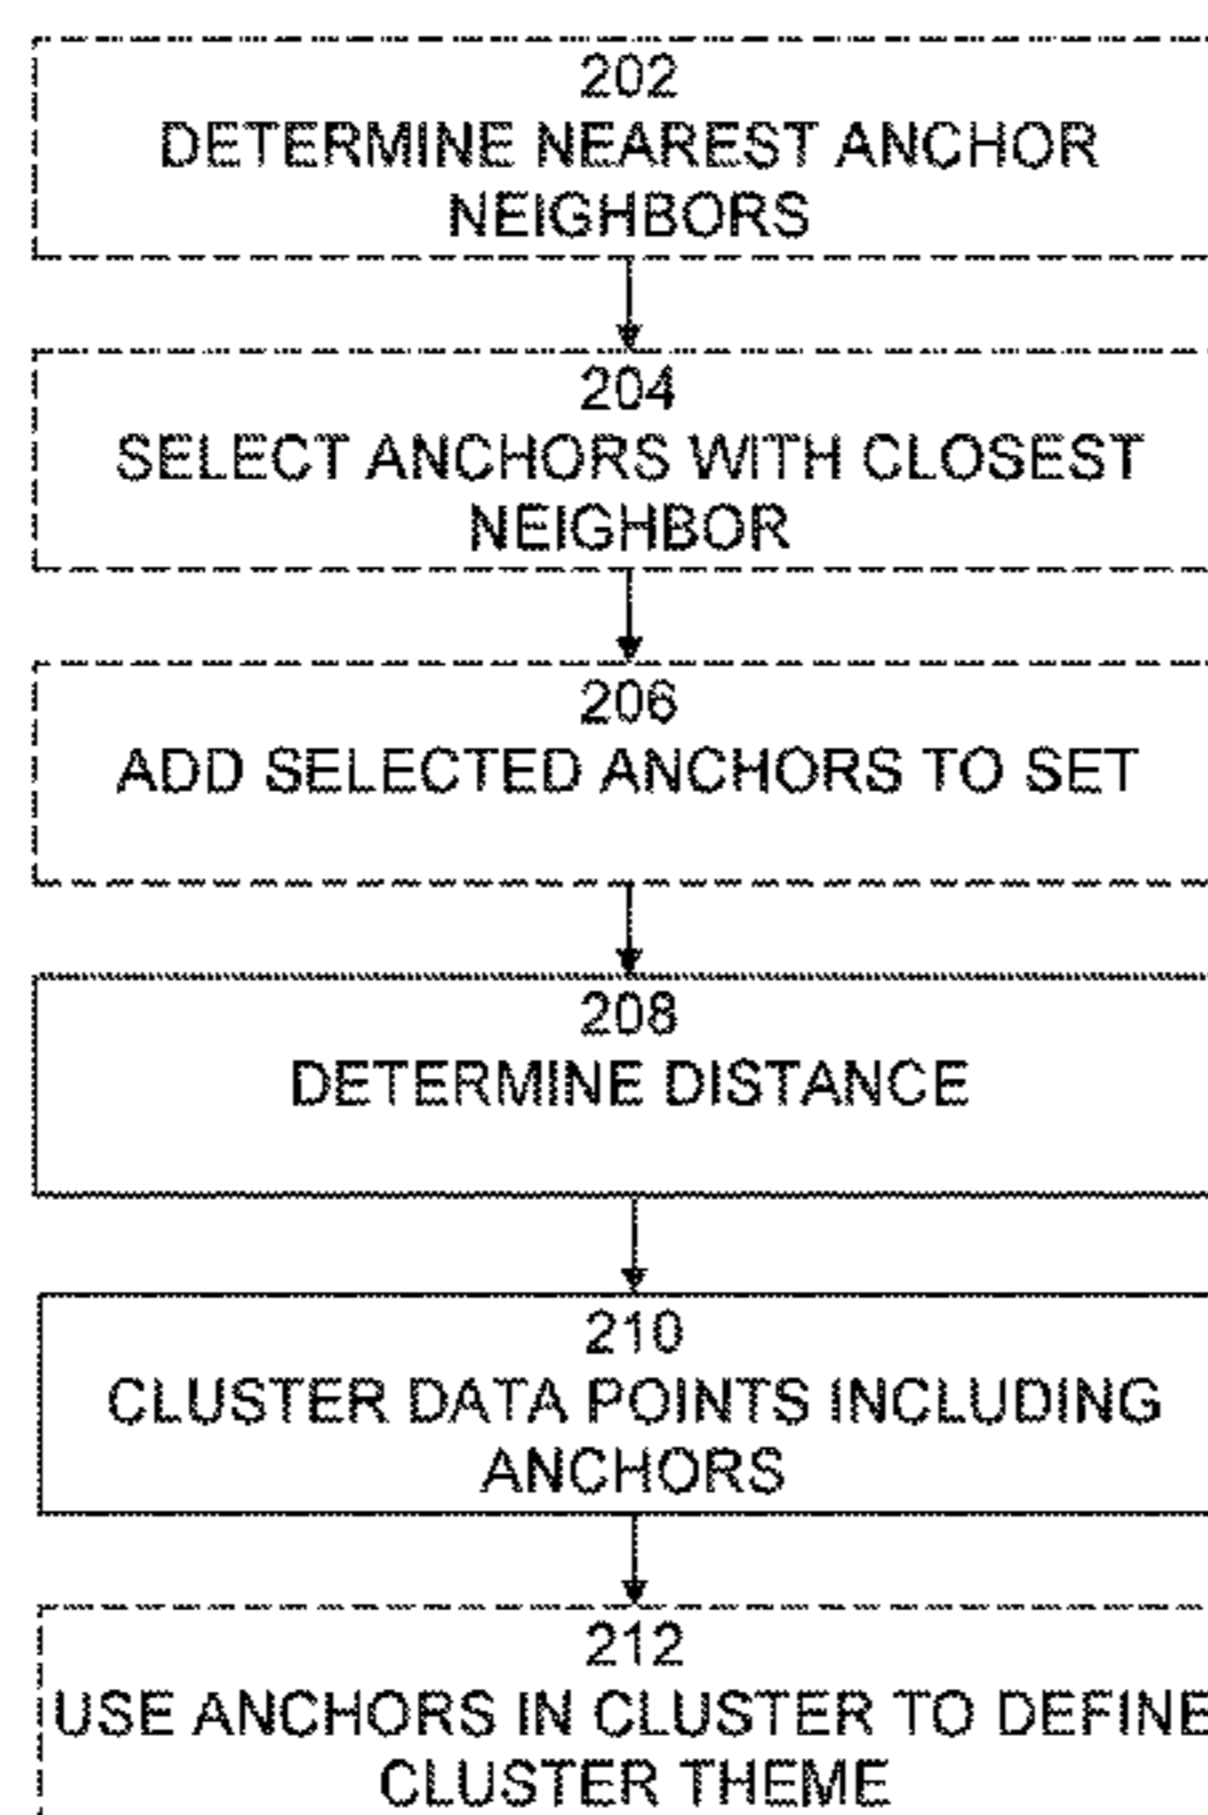 202
DETERMINE NEAREST ANCHOR
NEIGHBORS
204
SELECT ANCHORS WITH CLOSEST
NEIGHBOR
206
ADD SELECTED ANCHORS TO SET
208
DETERMINE DISTANCE
210
CLUSTER DATA POINTS INCLUDING
ANCHORS
212
USE ANCHORS IN CLUSTER TO DEFINE
CLUSTER THEME